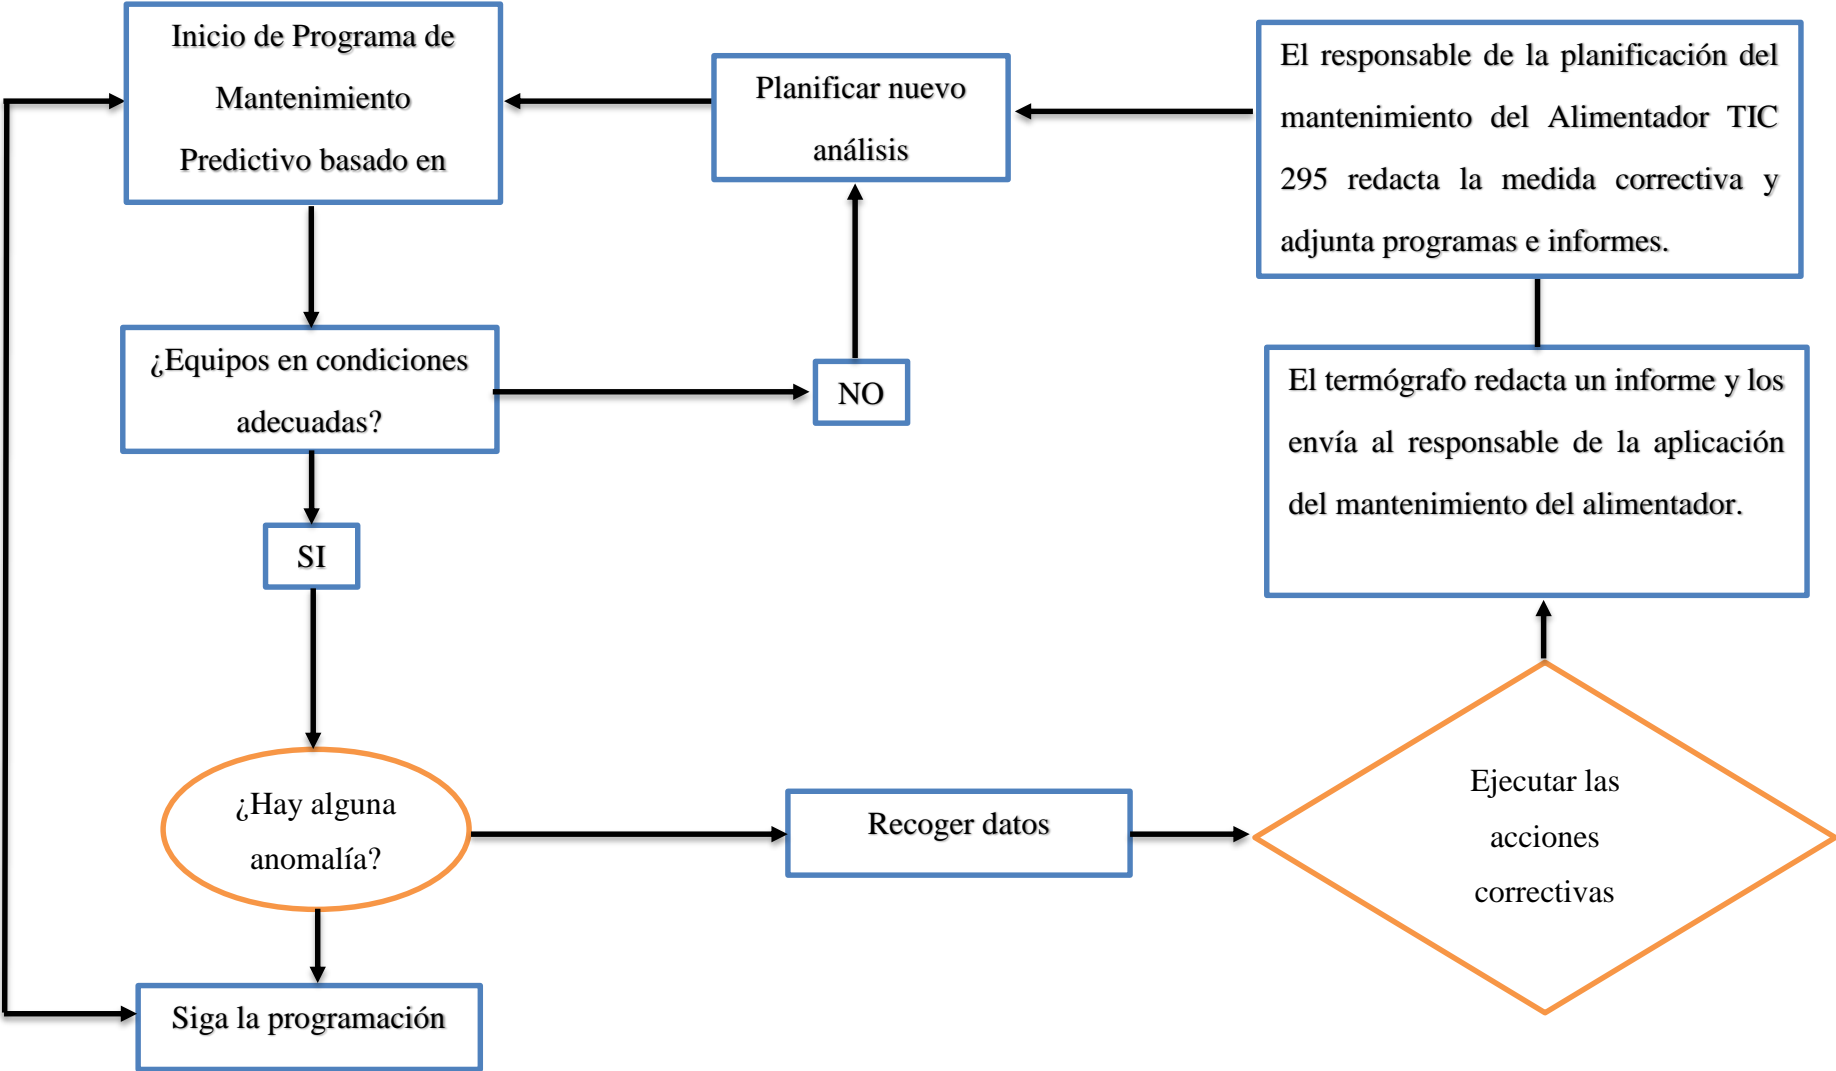 Inicio de Programa de
Mantenimiento
Predictivo basado en
Planificar nuevo
análisis
El responsable de la planificación del
mantenimiento del Alimentador TIC
295 redacta la medida correctiva y
adjunta programas e informes.
¿Equipos en condiciones
adecuadas?
NO
El termógrafo redacta un informe y los
envía al responsable de la aplicación
del mantenimiento del alimentador.
SI
¿Hay alguna
anomalía?
Recoger datos
Ejecutar las
acciones
correctivas
Siga la programación